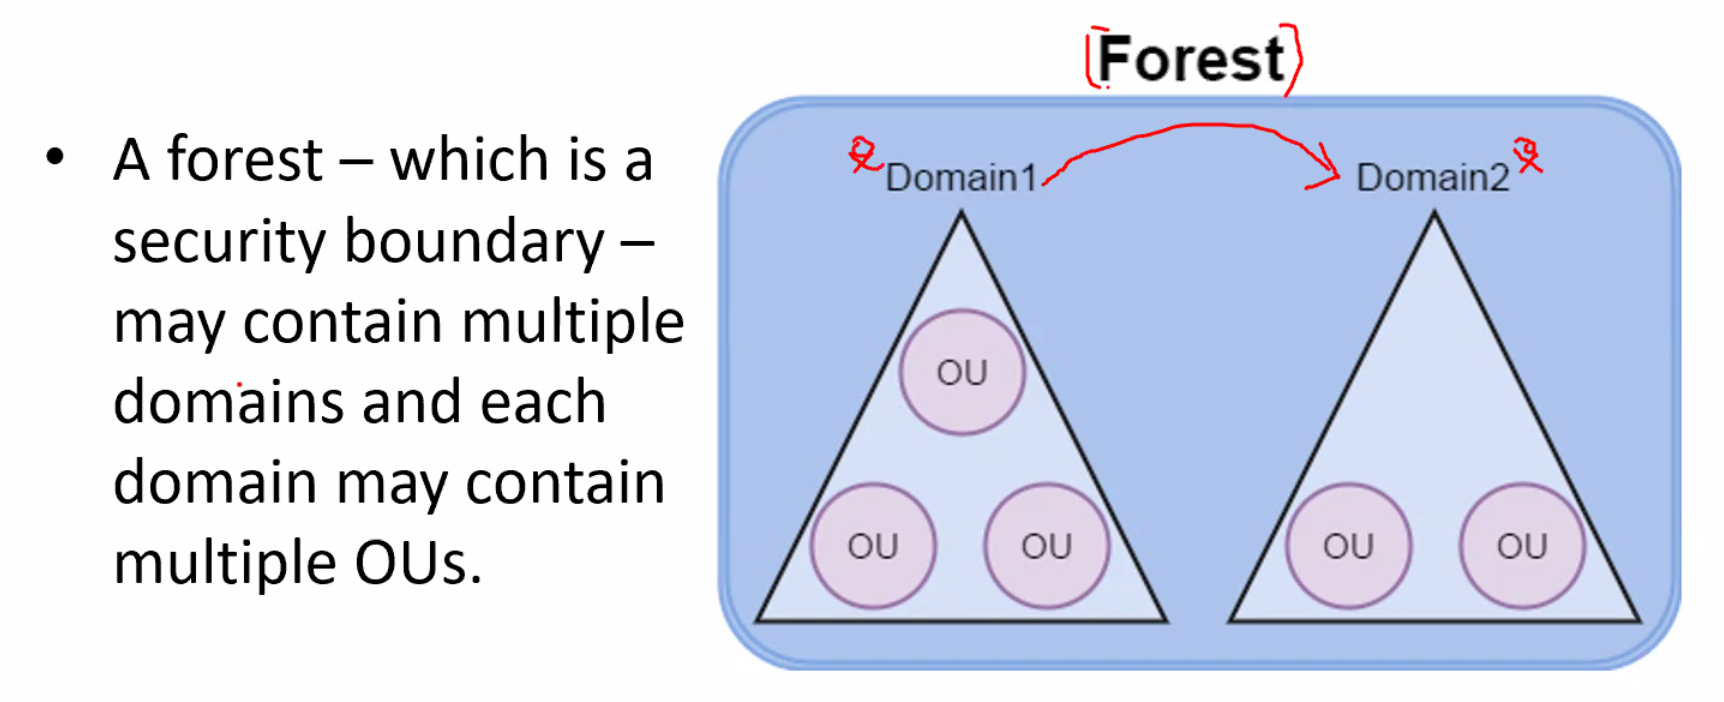 • A forest – which is a
security boundary –
may contain multiple
domains and each
domain may contain
multiple OUs.
Forest
Domain1 Domain2
OU
OU OU OU OU